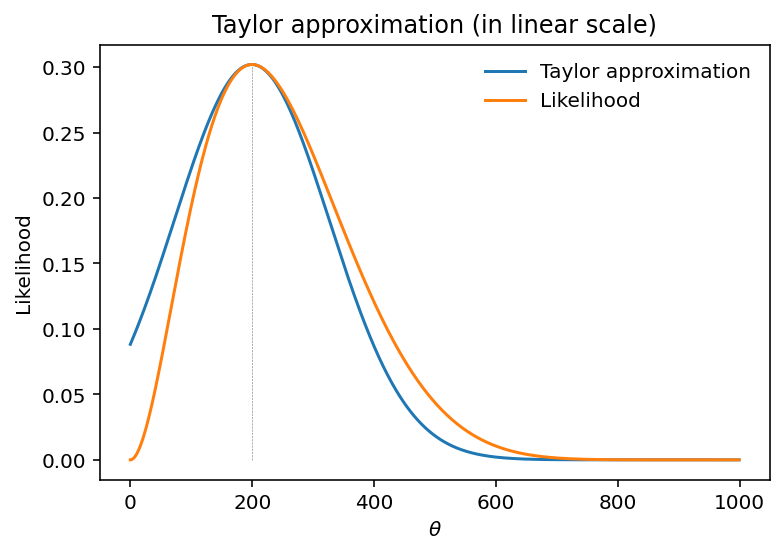 Taylor approximation (in linear scale)
Taylor approximation
Likelihood
Likelihood
0.30
0.25
0.20
0.15
0.10
0.05
0.00
0 200 400 600 800 1000
θ